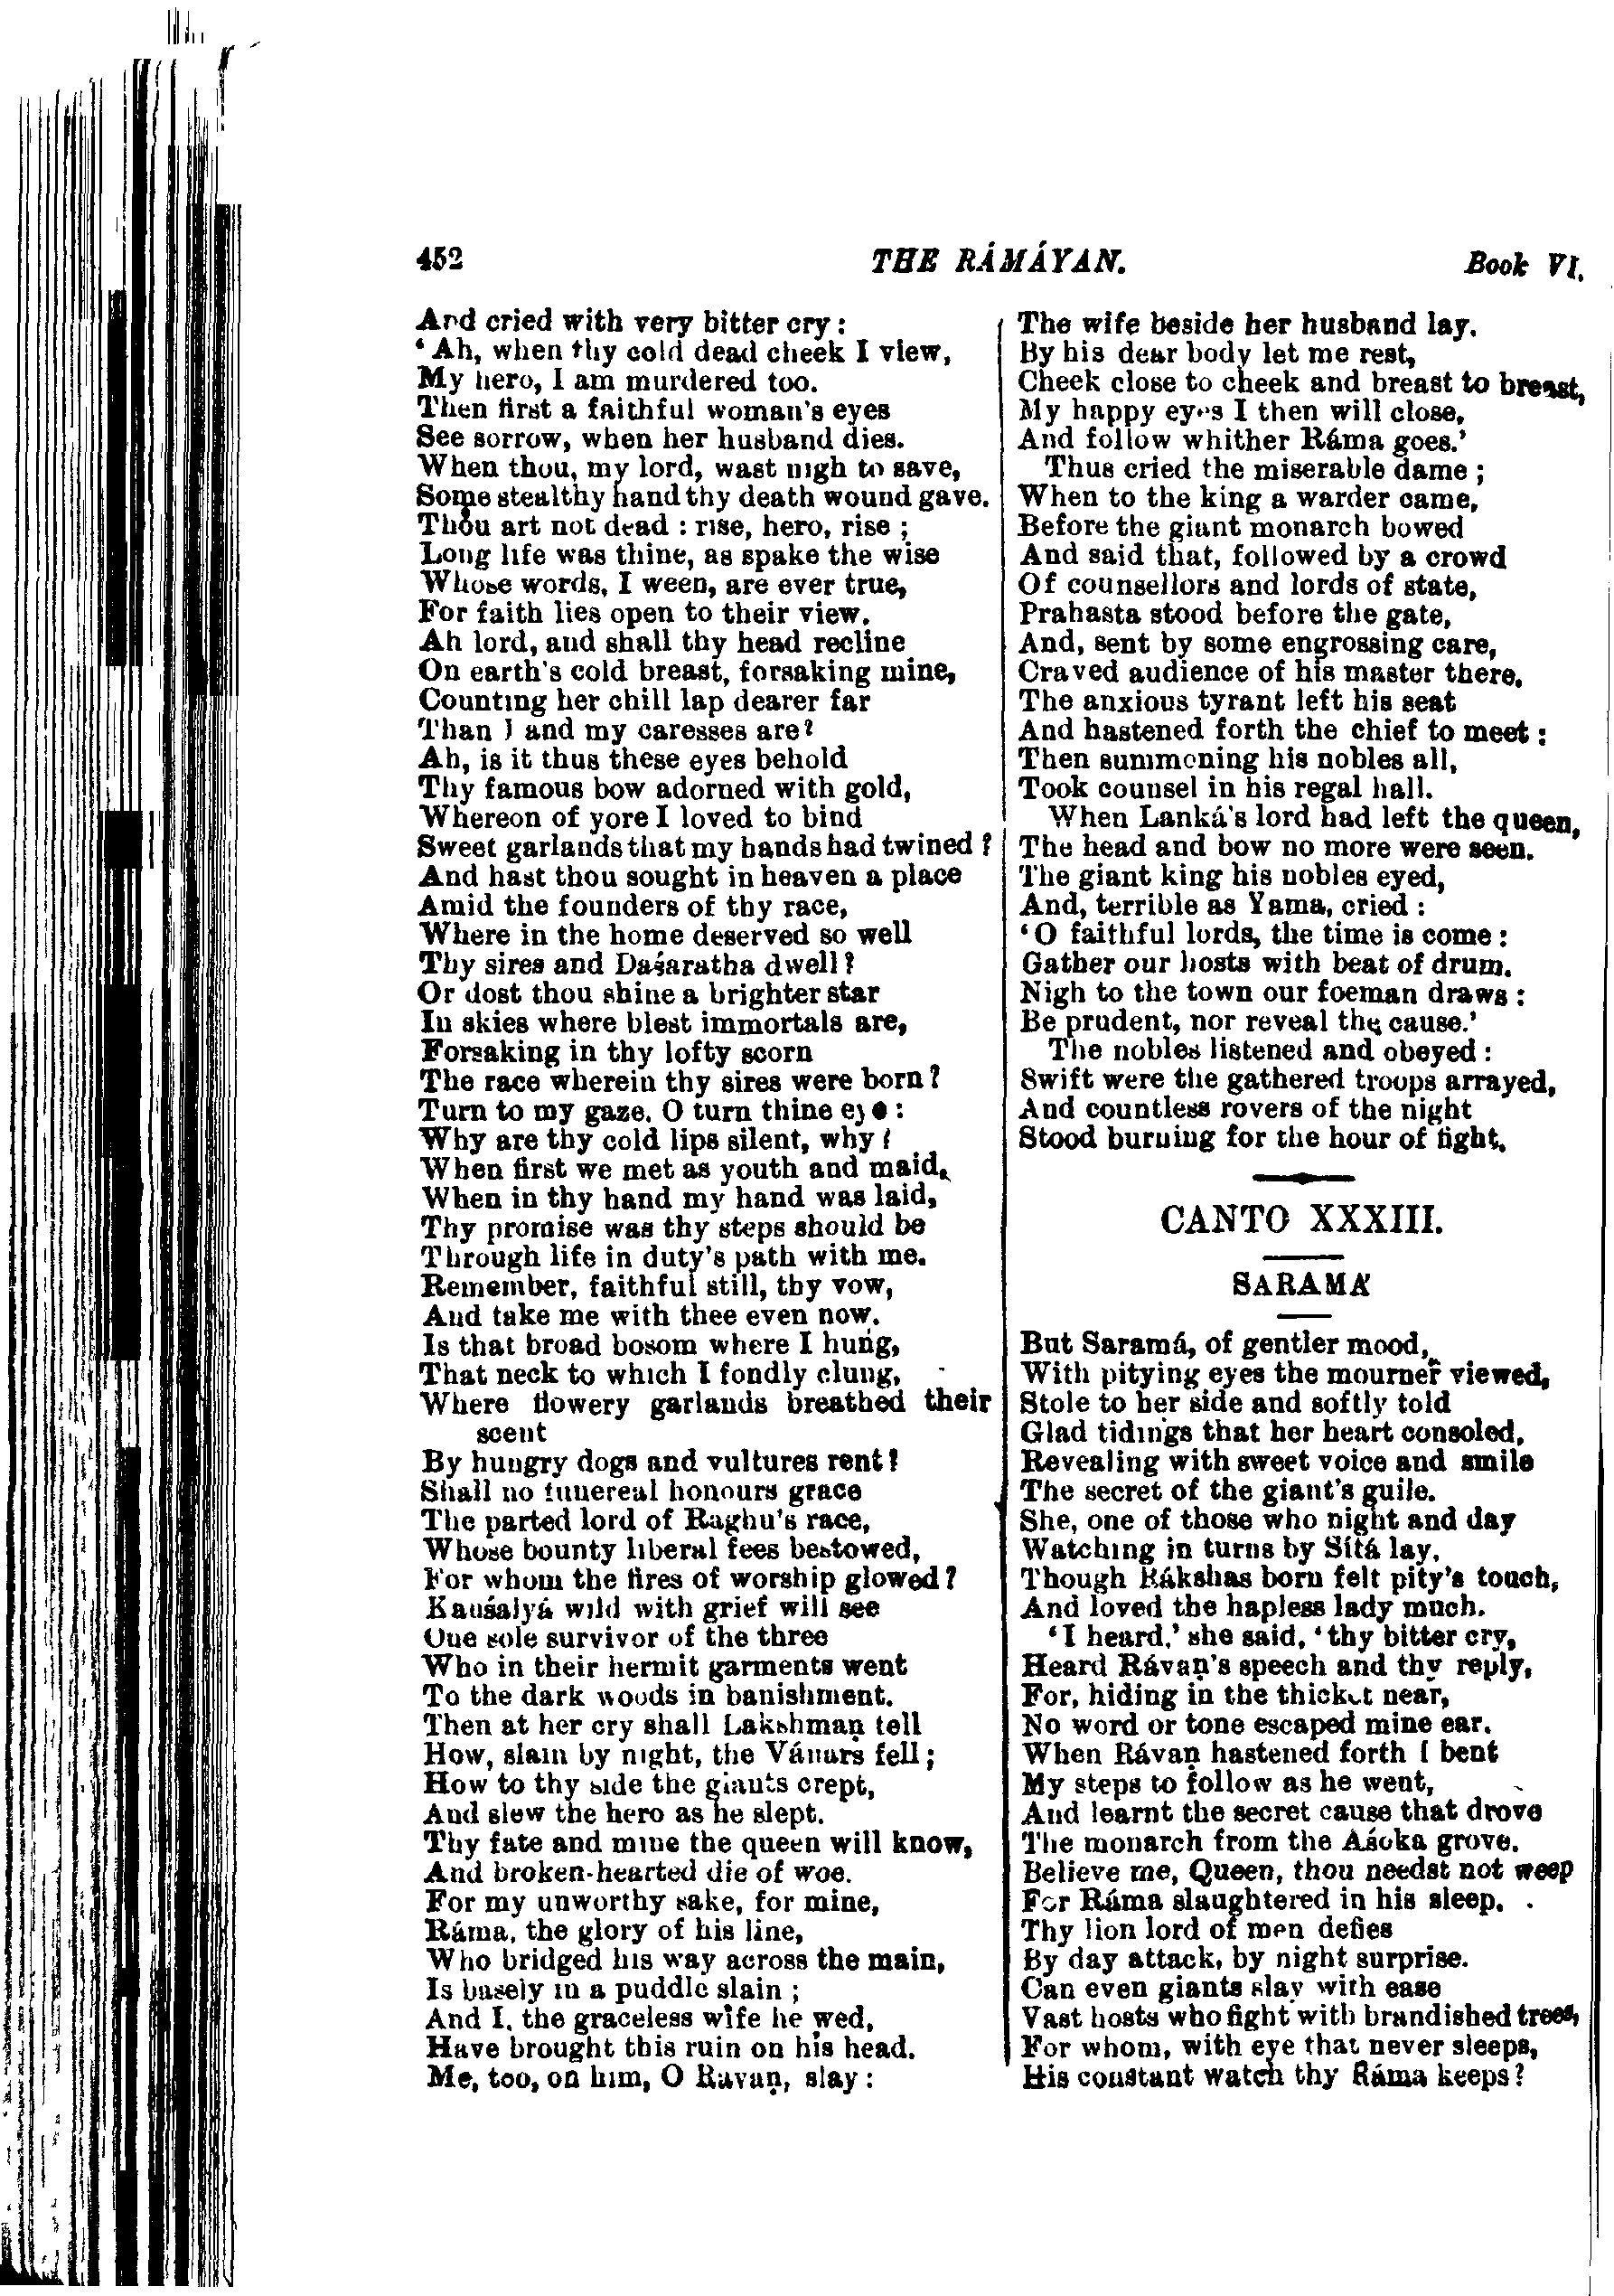 452
THE RÁMÁYAN.
Book VI.
And cried with very bitter cry:
‘Ah, when thy cold dead cheek I view,
My hero, I am murdered too.
Then first a faithful woman's eyes
See sorrow, when her husband dies.
When thou, my lord, wast nigh to save,
Some stealthy hand thy death wound gave.
Thou art not dead : rise, hero, rise ;
Long life was thine, as spake the wise
Whose words, I ween, are ever true,
For faith lies open to their view.
Ah lord, and shall thy head recline
On earth's cold breast, forsaking mine,
Counting her chill lap dearer far
Than I and my caresses are?
Ah, is it thus these eyes behold
Thy famous bow adorned with gold,
Whereon of yore I loved to bind
Sweet garlands that my hands had twined ?
And hast thou sought in heaven a place
Amid the founders of thy race,
Where in the home deserved so well
Thy sires and Daśaratha dwell?
Or dost thou shine a brighter star
In skies where blest immortals are,
Forsaking in thy lofty scorn
The race wherein thy sires were born?
Turn to my gaze, O turn thine eye:
Why are thy cold lips silent, why?
When first we met as youth and maid,
When in thy hand my hand was laid,
Thy promise was thy steps should be
Through life in duty's path with me.
Remember, faithful still, thy vow,
And take me with thee even now.
Is that broad bosom where I hung,
That neck to which I fondly clung,
Where flowery garlands breathed their
scent
By hungry dogs and vultures rent?
Shall no funereal honours grace
The parted lord of Raghu's race,
Whose bounty liberal fees bestowed,
For whom the fires of worship glowed?
Kauśalyá wild with grief will see
One sole survivor of the three
Who in their hermit garments went
To the dark woods in banishment.
Then at her cry shall Lakshmaṇ tell
How, slain by night, the Vánars fell;
How to thy side the giants crept,
And slew the hero as he slept.
Thy fate and mine the queen will know,
And broken-hearted die of woe.
For my unworthy sake, for mine,
Ráma, the glory of his line,
Who bridged his way across the main,
Is basely in a puddle slain ;
And I, the graceless wife he wed,
Have brought this ruin on his head.
Me, too, on him, O Rávaṇ, slay:
The wife beside her husband lay.
By his dear body let me rest,
Cheek close to cheek and breast to breast,
My happy eyes I then will close,
And follow whither Ráma goes.’
Thus cried the miserable dame ;
When to the king a warder came,
Before the giant monarch bowed
And said that, followed by a crowd
Of counsellors and lords of state,
Prahasta stood before the gate,
And, sent by some engrossing care,
Craved audience of his master there.
The anxious tyrant left his seat
And hastened forth the chief to meet :
Then summoning his nobles all,
Took counsel in his regal hall.
When Lanká's lord had left the queen,
The head and bow no more were seen.
The giant king his nobles eyed,
And, terrible as Yama, cried :
‘O faithful lords, the time is come:
Gather our hosts with beat of drum.
Nigh to the town our foeman draws :
Be prudent, nor reveal the cause.’
The nobles listened and obeyed :
Swift were the gathered troops arrayed,
And countless rovers of the night
Stood burning for the hour of fight.
CANTO XXXIII.
SARAMÁ
But Saramá, of gentler mood,
With pitying eyes the mourner viewed,
Stole to her side and softly told
Glad tidings that her heart consoled,
Revealing with sweet voice and smile
The secret of the giant's guile.
She, one of those who night and day
Watching in turns by Sítá lay,
Though Rákshas born felt pity's touch,
And loved the hapless lady much.
‘I heard,’ she said, ‘thy bitter cry,
Heard Rávaṇ's speech and thy reply,
For, hiding in the thicket near,
No word or tone escaped mine ear.
When Rávaṇ hastened forth I bent
My steps to follow as he went,
And learnt the secret cause that drove
The monarch from the Aśoka grove.
Believe me, Queen, thou needst not weep
For Ráma slaughtered in his sleep.
Thy lion lord of men defies
By day attack, by night surprise.
Can even giants slay with ease
Vast hosts who fight with brandished trees,
For whom, with eye that never sleeps,
His constant watch thy Ráma keeps?